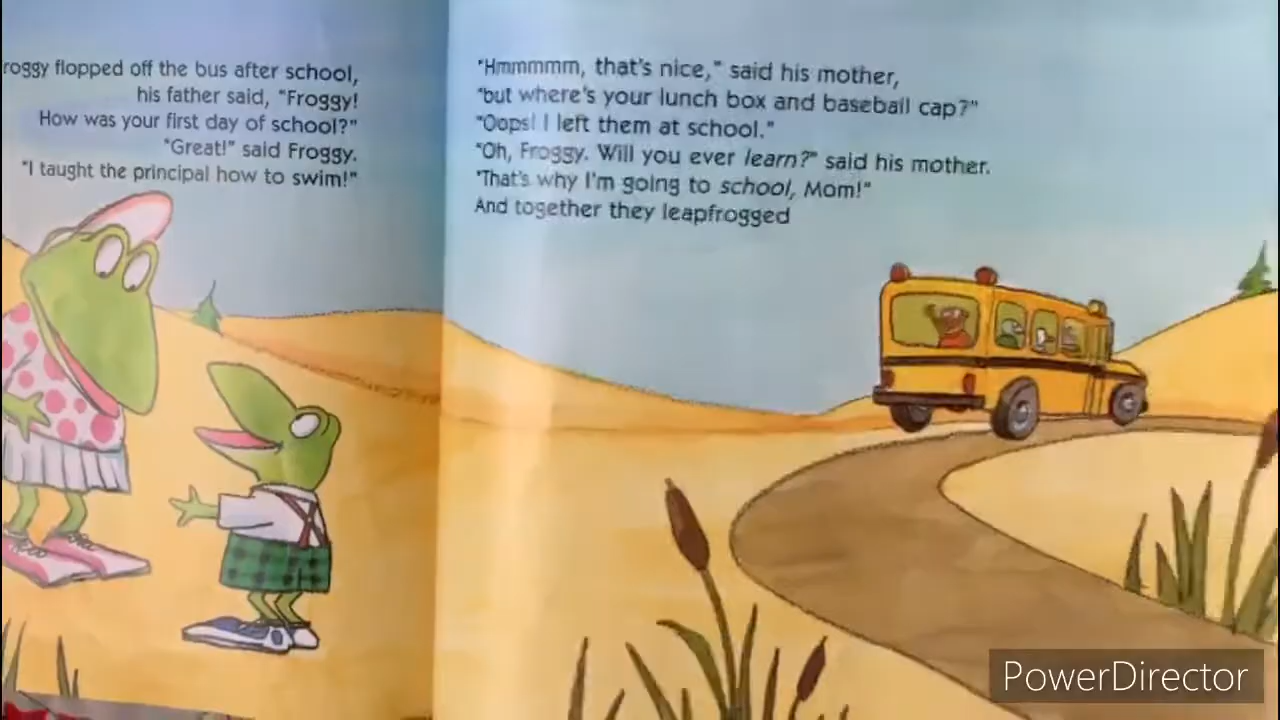 roggy flopped off the bus after school,
his father said, "Froggy!
How was your first day of school?"
"Great!" said Froggy.
"I taught the principal how to swim!"
"Hmmmmm, that's nice," said his mother,
"but where's your lunch box and baseball cap?"
"Oops! I left them at school."
"Oh, Froggy. Will you ever learn?" said his mother.
"That's why I'm going to school, Mom!"
And together they leapfrogged
PowerDirector